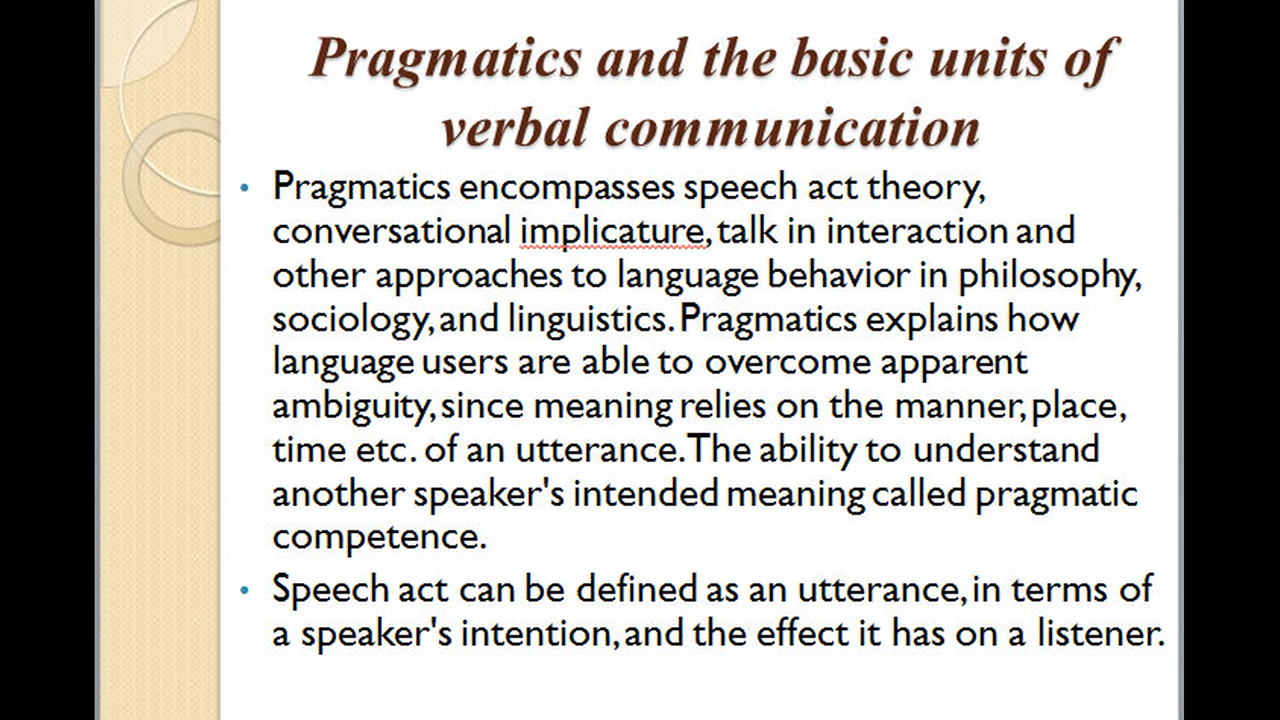 Pragmatics and the basic units of
verbal communication
• Pragmatics encompasses speech act theory,
conversational implicature, talk in interaction and
other approaches to language behavior in philosophy,
sociology, and linguistics. Pragmatics explains how
language users are able to overcome apparent
ambiguity, since meaning relies on the manner, place,
time etc. of an utterance. The ability to understand
another speaker's intended meaning called pragmatic
competence.
• Speech act can be defined as an utterance, in terms of
a speaker's intention, and the effect it has on a listener.